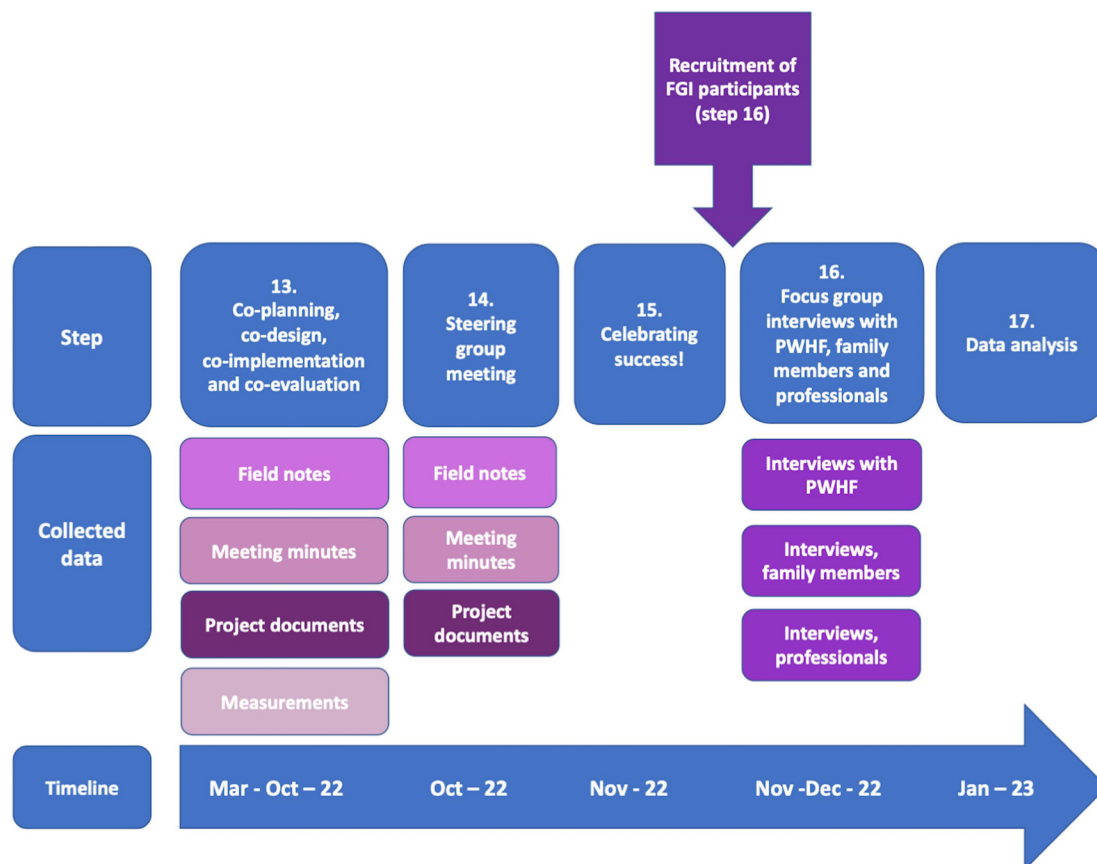 Recruitment of
FGI participants
(step 16)
Step
13.
Co-planning,
co-design,
co-implementation
and co-evaluation
14.
Steering
group
meeting
15.
Celebrating
success!
16.
Focus group
interviews with
PWHF, family
members and
professionals
17.
Data analysis
Collected
data
Field notes
Meeting minutes
Project documents
Measurements
Field notes
Meeting
minutes
Project
documents
Interviews with
PWHF
Interviews,
family members
Interviews,
professionals
Timeline
Mar - Oct – 22
Oct – 22
Nov - 22
Nov -Dec - 22
Jan – 23